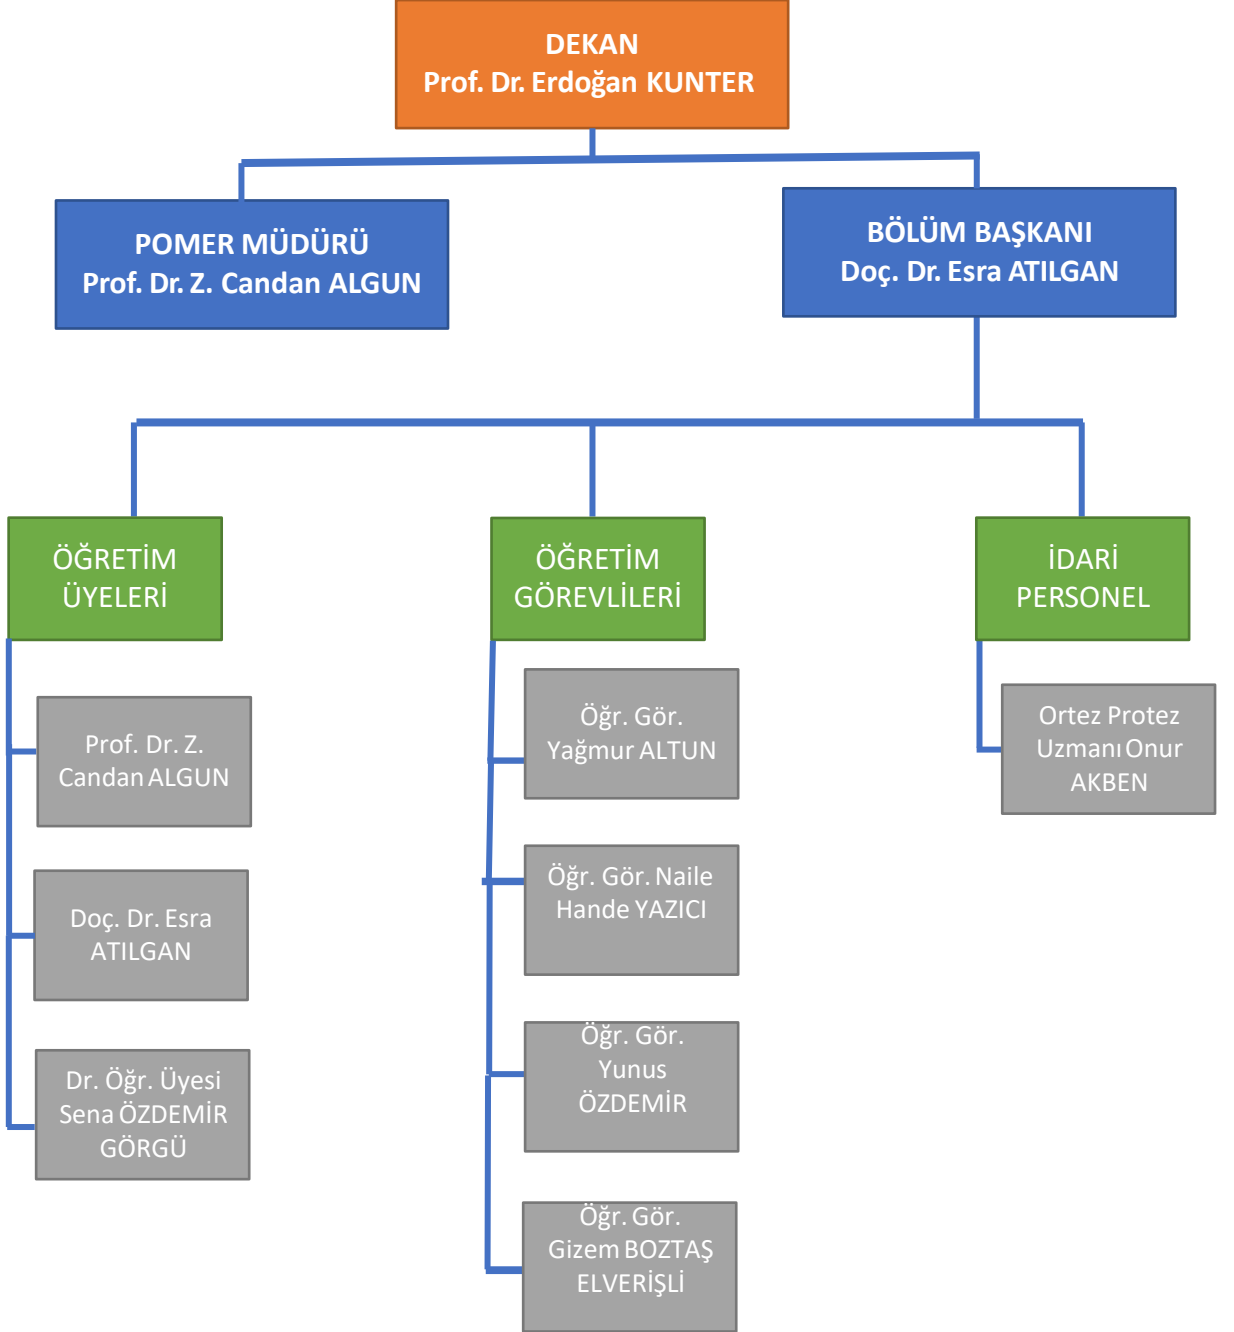 DEKAN
Prof. Dr. Erdoğan KUNTER
POMER MÜDÜRÜ
Prof. Dr. Z. Candan ALGUN
BÖLÜM BAŞKANI
Doç. Dr. Esra ATILGAN
ÖĞRETİM
ÜYELERİ
Prof. Dr. Z.
Candan ALGUN
Doç. Dr. Esra
ATILGAN
Dr. Öğr. Üyesi
Sena ÖZDEMİR
GÖRGÜ
ÖĞRETİM
GÖREVLİLERİ
Öğr. Gör.
Yağmur ALTUN
Öğr. Gör. Naile
Hande YAZICI
Öğr. Gör.
Yunus
ÖZDEMİR
Öğr. Gör.
Gizem BOZTAŞ
ELVERİŞLİ
İDARİ
PERSONEL
Ortez Protez
Uzmanı Onur
AKBEN